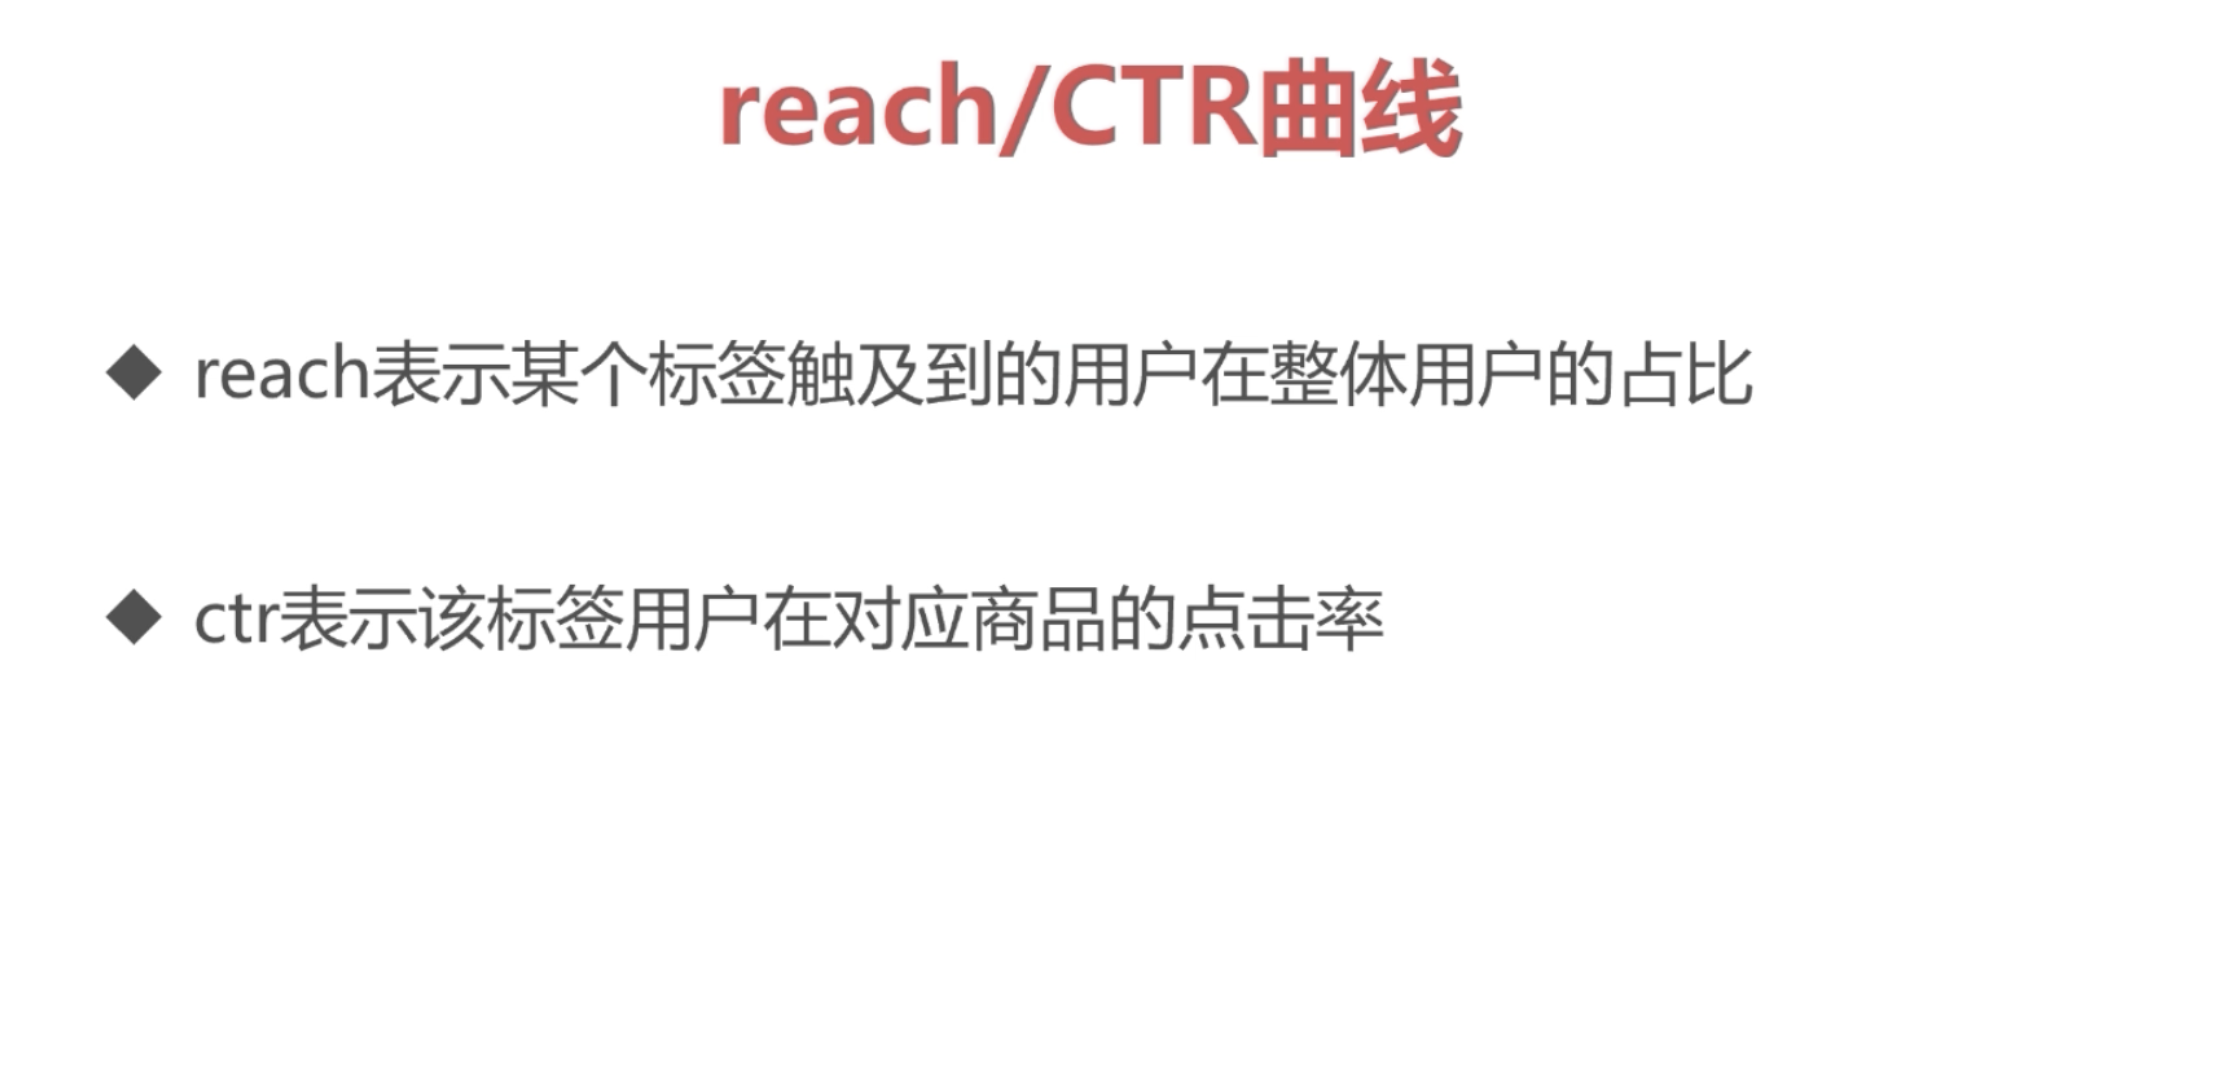 reach/CTR曲线
◆ reach表示某个标签触及到的用户在整体用户的占比
◆ ctr表示该标签用户在对应商品的点击率